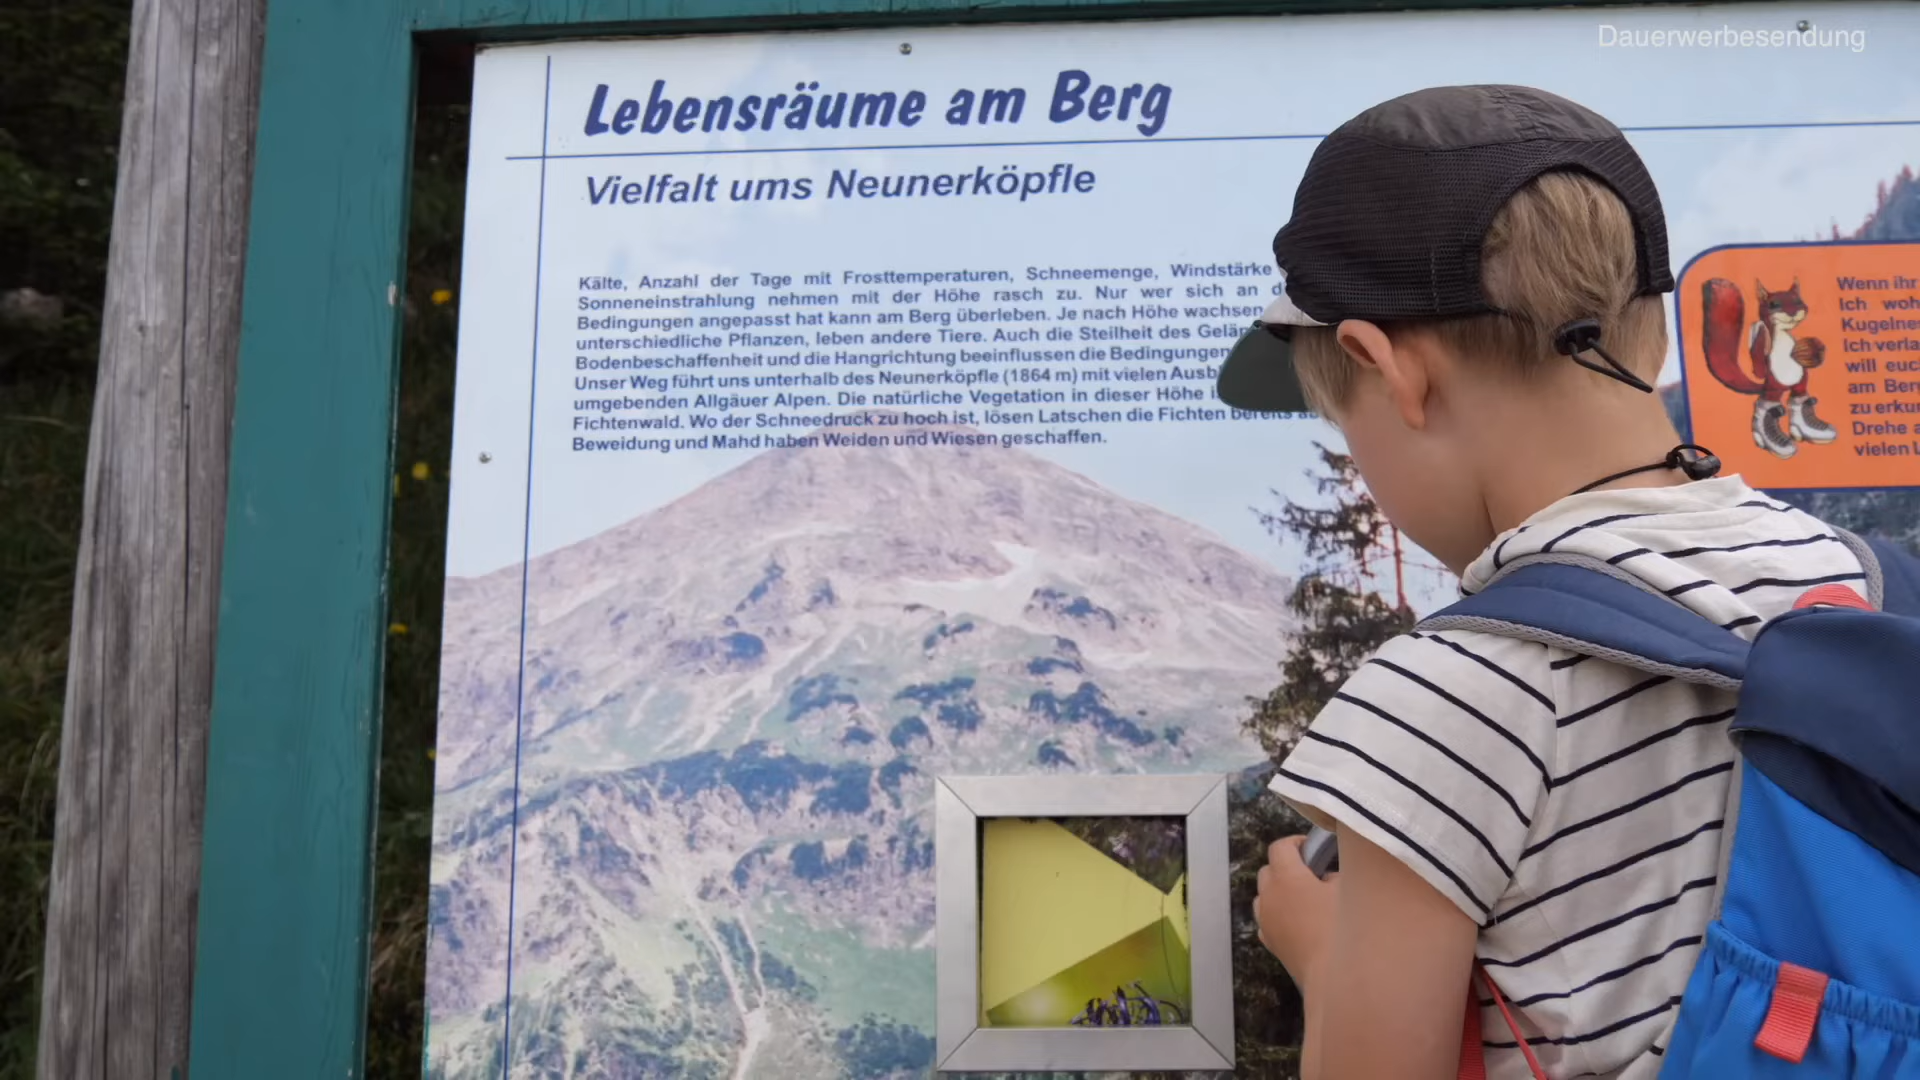 Dauerwerbesendung
Lebensräume am Berg
Vielfalt ums Neunerköpfle
Kälte, Anzahl der Tage mit Frosttemperaturen, Schneemenge, Windstärke
Sonneneinstrahlung nehmen mit der Höhe rasch zu. Nur wer sich an
Bedingungen angepasst hat kann am Berg überleben. Je nach Höhe wachsen
unterschiedliche Pflanzen, leben andere Tiere. Auch die Steilheit des
Bodenbeschaffenheit und die Hangrichtung beeinflussen die Bedingungen
Unser Weg führt uns unterhalb des Neunerköpfle (1864 m) mit vielen
umgebenden Allgäuer Alpen. Die natürliche Vegetation in dieser Höhe
Fichtenwald. Wo der Schneedruck zu hoch ist, lösen Latschen die Fichten bereits
Beweidung und Mahd haben Weiden und Wiesen geschaffen.
Wenn ihr
Ich
Ich
will
am
Drehe
vielen